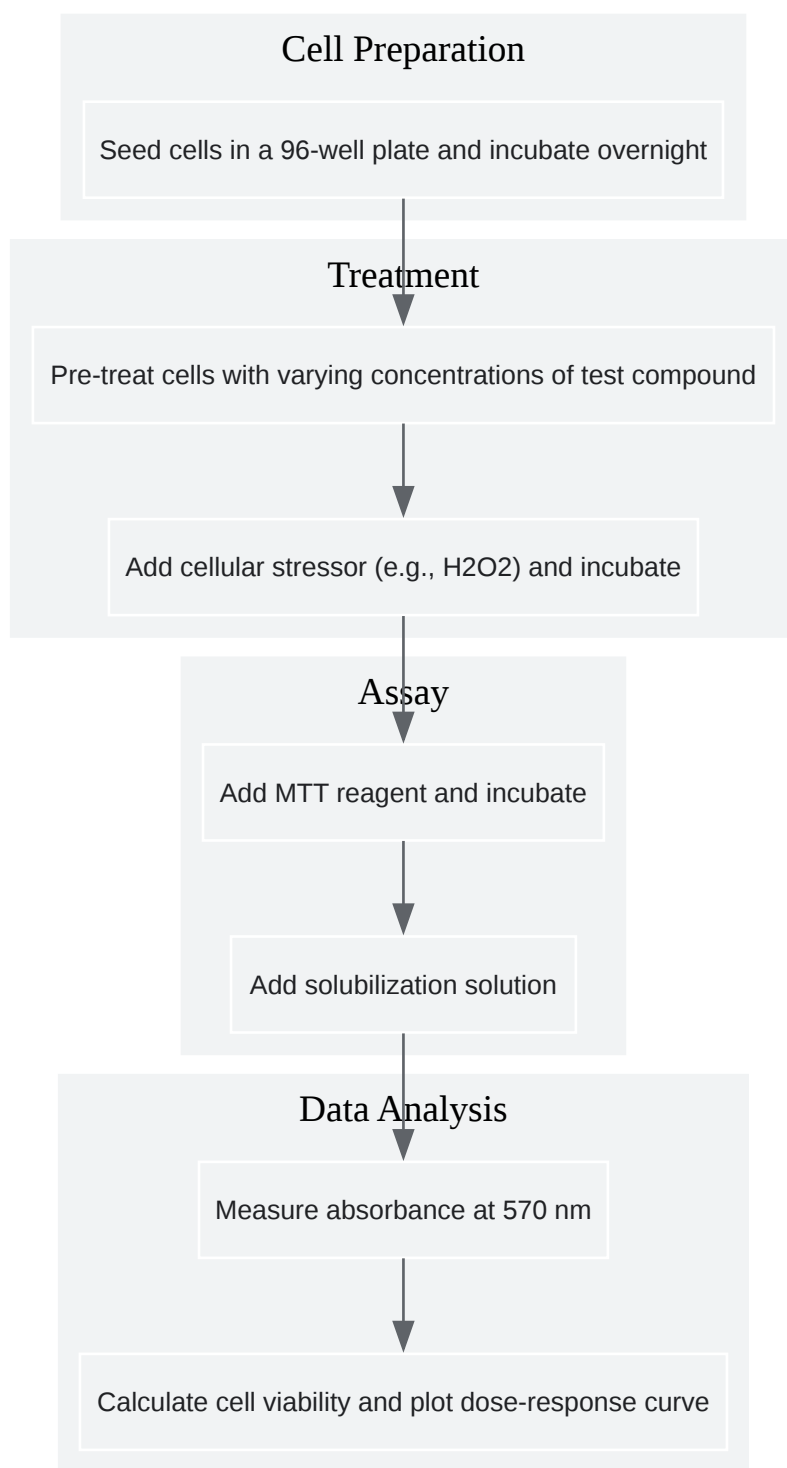 Cell Preparation
Seed cells in a 96-well plate and incubate overnight
Treatment
Pre-treat cells with varying concentrations of test compound
Add cellular stressor (e.g., H2O2) and incubate
Assay
Add MTT reagent and incubate
Add solubilization solution
Data Analysis
Measure absorbance at 570 nm
Calculate cell viability and plot dose-response curve